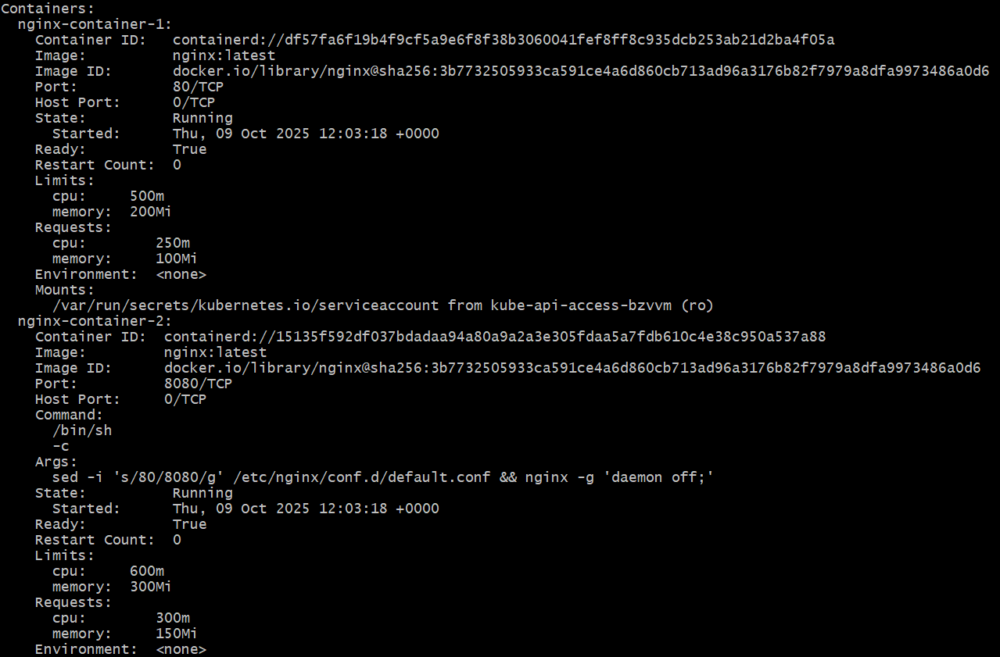 Containers:
  nginx-container-1:
    Container ID:   containerd://df57fa6f19b4f9cf5a9e6f8f38b3060041fef8ff8c935dcb253ab21d2ba4f05a
    Image:          nginx:latest
    Image ID:       docker.io/library/nginx@sha256:3b7732505933ca591ce4a6d860cb713ad96a3176b82f7979a8dfa9973486a0d6
    Port:           80/TCP
    Host Port:      0/TCP
    State:          Running
      Started:      Thu, 09 Oct 2025 12:03:18 +0000
    Ready:          True
    Restart Count:  0
    Limits:
      cpu:     500m
      memory:  200Mi
    Requests:
      cpu:        250m
      memory:     100Mi
    Environment:  <none>
    Mounts:
      /var/run/secrets/kubernetes.io/serviceaccount from kube-api-access-bzvvm (ro)
  nginx-container-2:
    Container ID:  containerd://15135f592df037bdadaa94a80a9a2a3e305fdaa5a7fdb610c4e38c950a537a88
    Image:         nginx:latest
    Image ID:      docker.io/library/nginx@sha256:3b7732505933ca591ce4a6d860cb713ad96a3176b82f7979a8dfa9973486a0d6
    Port:          8080/TCP
    Host Port:     0/TCP
    Command:
      /bin/sh
      -c
    Args:
      sed -i 's/80/8080/g' /etc/nginx/conf.d/default.conf && nginx -g 'daemon off;'
    State:          Running
      Started:      Thu, 09 Oct 2025 12:03:18 +0000
    Ready:          True
    Restart Count:  0
    Limits:
      cpu:     600m
      memory:  300Mi
    Requests:
      cpu:        300m
      memory:     150Mi
    Environment:  <none>